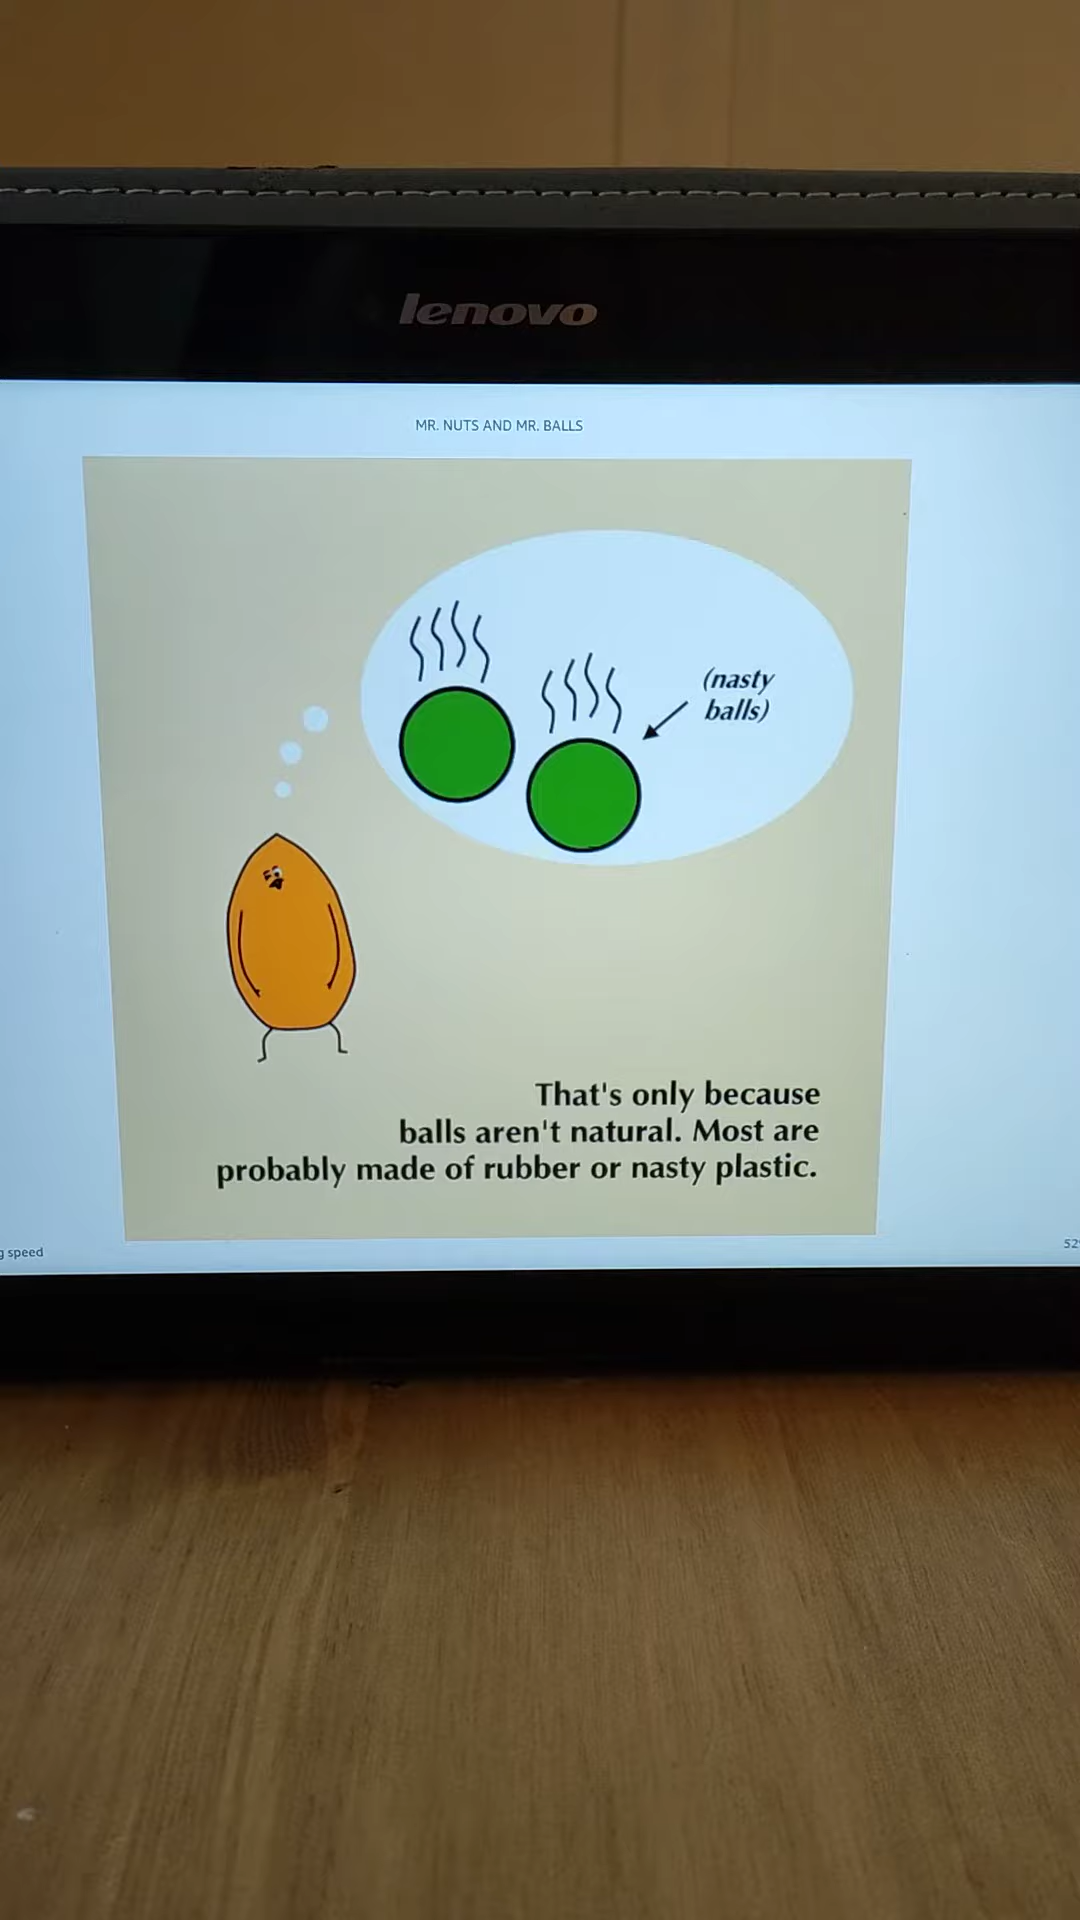 lenovo
MR. NUTS AND MR. BALLS
(nasty
balls)
That's only because
balls aren't natural. Most are
probably made of rubber or nasty plastic.
g speed
52